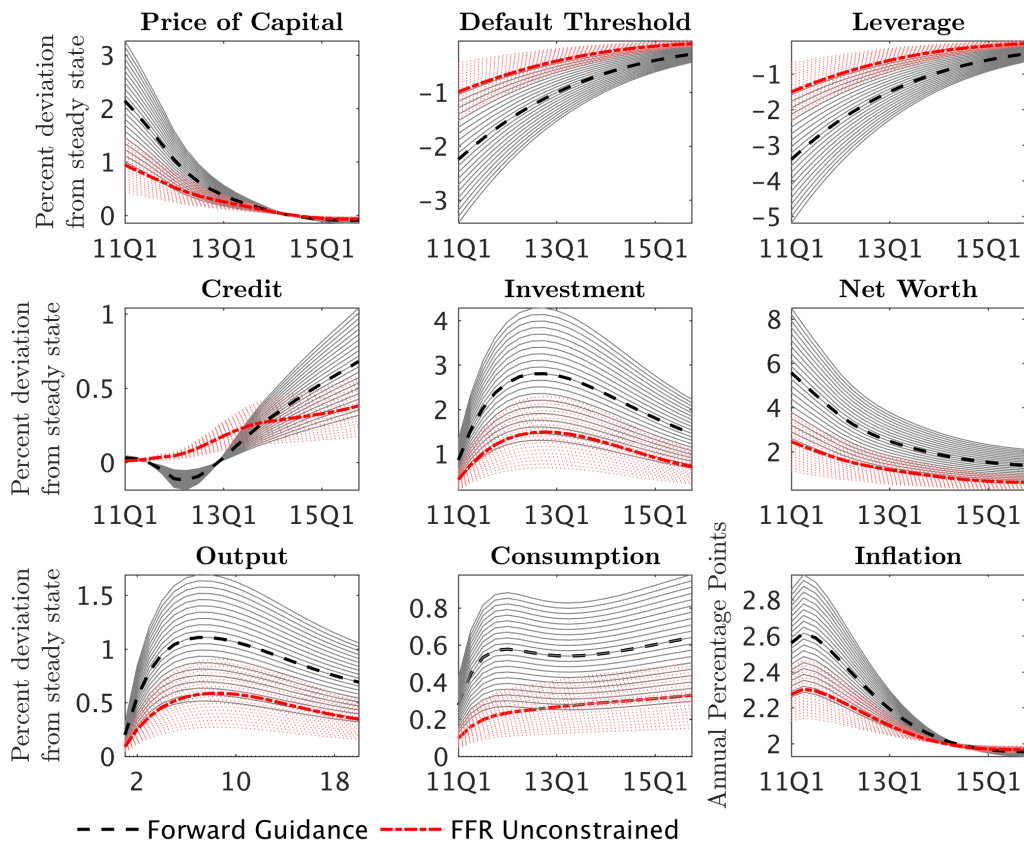 Price of Capital
Default Threshold
Leverage
Percent deviation
from steady state
3
2
1
0
11Q1
13Q1
15Q1
−1
−2
−3
11Q1
13Q1
15Q1
−1
−2
−3
−4
−5
11Q1
13Q1
15Q1
Credit
Investment
Net Worth
Percent deviation
from steady state
1
0.5
0
11Q1
13Q1
15Q1
4
3
2
1
11Q1
13Q1
15Q1
8
6
4
2
11Q1
13Q1
15Q1
Output
Consumption
Inflation
Percent deviation
from steady state
1.5
1
0.5
0
2
10
18
0.8
0.6
0.4
0.2
0
11Q1
13Q1
15Q1
Annual Percentage Points
2.8
2.6
2.4
2.2
2
11Q1
13Q1
15Q1
Forward Guidance
FFR Unconstrained